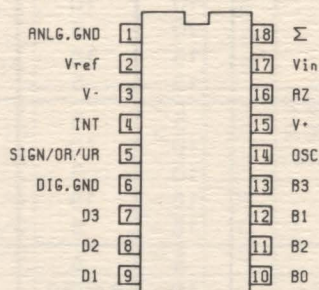 ANLG.GND 1 18 Σ
Vref 2 17 Vin
V- 3 16 AZ
INT 4 15 V+
SIGN/OR/UR 5 14 OSC
DIG.GND 6 13 B3
D3 7 12 B1
D2 8 11 B2
D1 9 10 B0